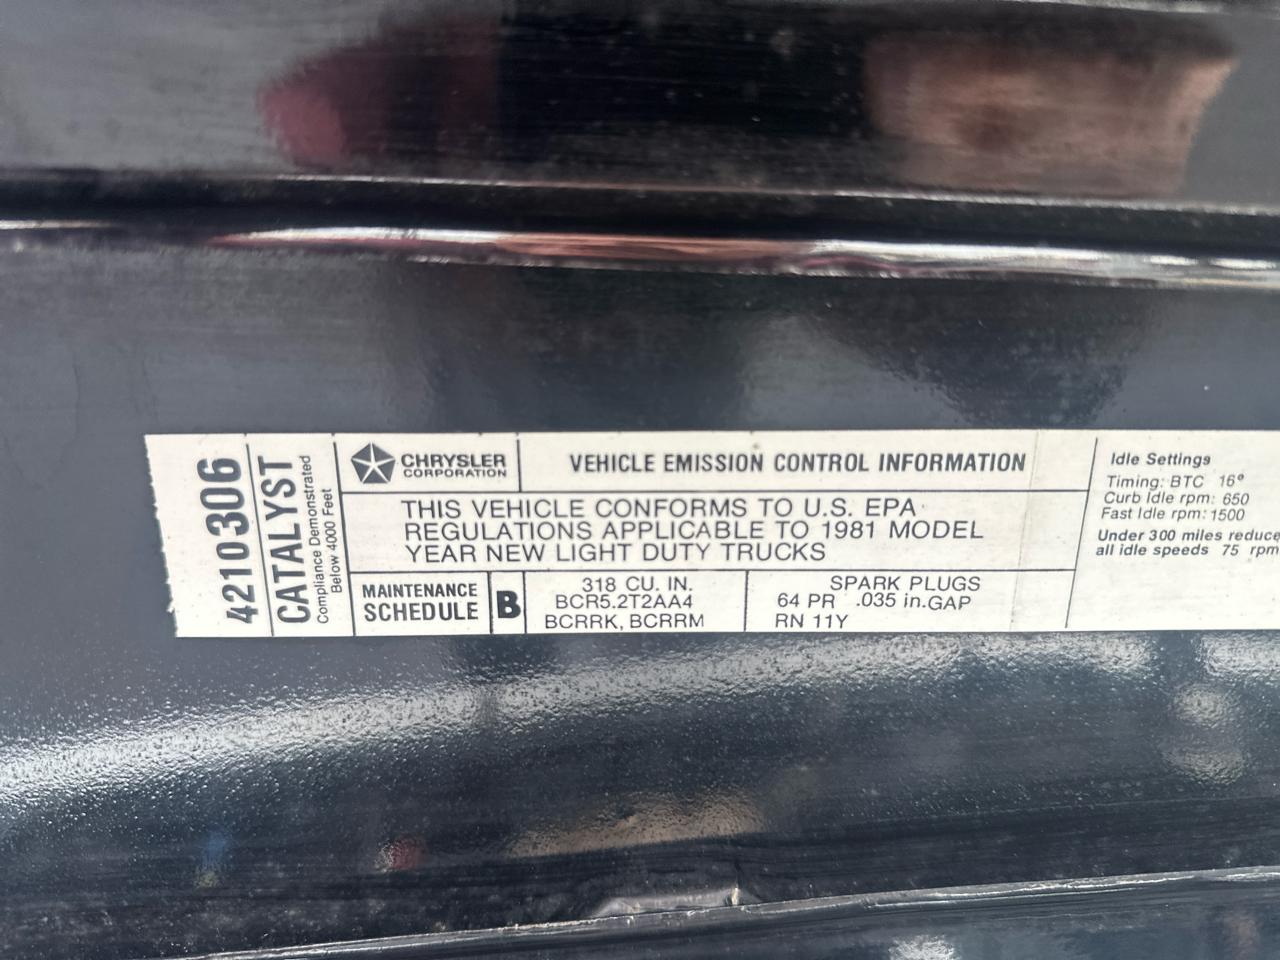 4210306
CATALYST
Compliance Demonstrated
Below 4000 Feet
CHRYSLER
CORPORATION
VEHICLE EMISSION CONTROL INFORMATION
THIS VEHICLE CONFORMS TO U.S. EPA
REGULATIONS APPLICABLE TO 1981 MODEL
YEAR NEW LIGHT DUTY TRUCKS
MAINTENANCE
SCHEDULE B
318 CU. IN.
BCR5.2T2AA4
BCRRK, BCRRM
SPARK PLUGS
64 PR .035 in.GAP
RN 11Y
Idle Settings
Timing: BTC 16°
Curb Idle rpm: 650
Fast Idle rpm: 1500
Under 300 miles reduce
all idle speeds 75 rpm